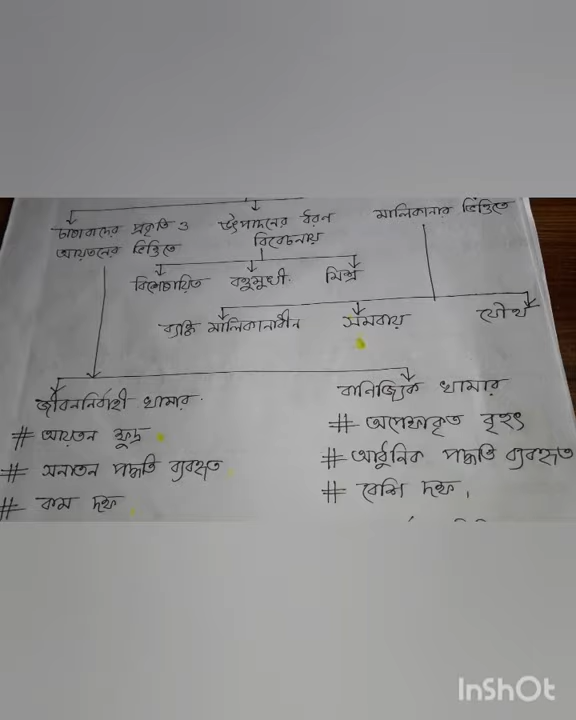 চাষাবাদের প্রকৃতি ও আয়তনের ভিত্তিতে
উৎপাদনের ধরণ বিবেচনায়
মালিকানার ভিত্তিতে
বিশেষায়িত বহুমুখী মিশ্র
ব্যক্তি মালিকানাধীন সমবায় যৌথ
জীবননির্বাহী খামার
# আয়তন ক্ষুদ্র
# সনাতন পদ্ধতি ব্যবহৃত
# কম দক্ষ
বানিজ্যিক খামার
# অপেক্ষাকৃত বৃহৎ
# আধুনিক পদ্ধতি ব্যবহৃত
# বেশি দক্ষ।
InShOt